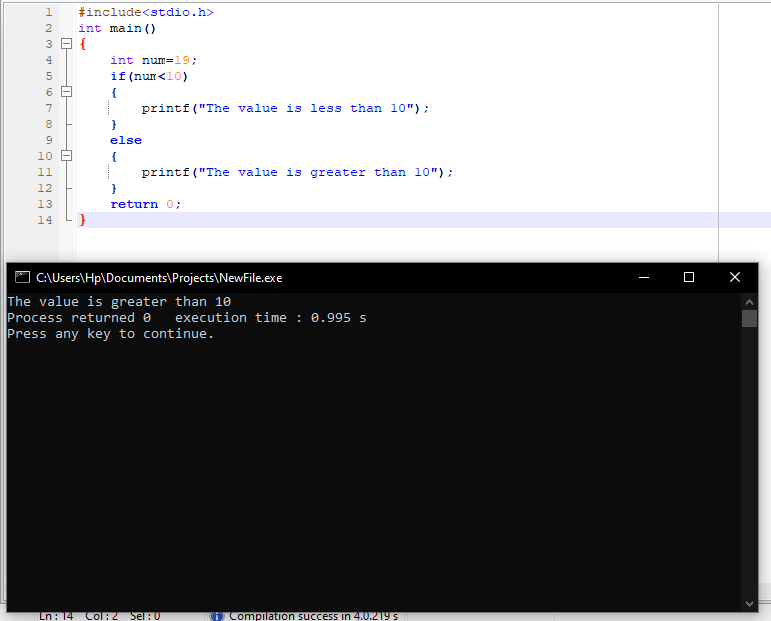 1 #include<stdio.h>
2 int main()
3 {
4 int num=19;
5 if(num<10)
6 {
7 printf("The value is less than 10");
8 }
9 else
10 {
11 printf("The value is greater than 10");
12 }
13 return 0;
14 }
C:\Users\Hp\Documents\Projects\NewFile.exe
The value is greater than 10
Process returned 0 execution time : 0.995 s
Press any key to continue.
Ln : 14 Col : 2 Sel : 0 Compilation success in 4.0.219 s